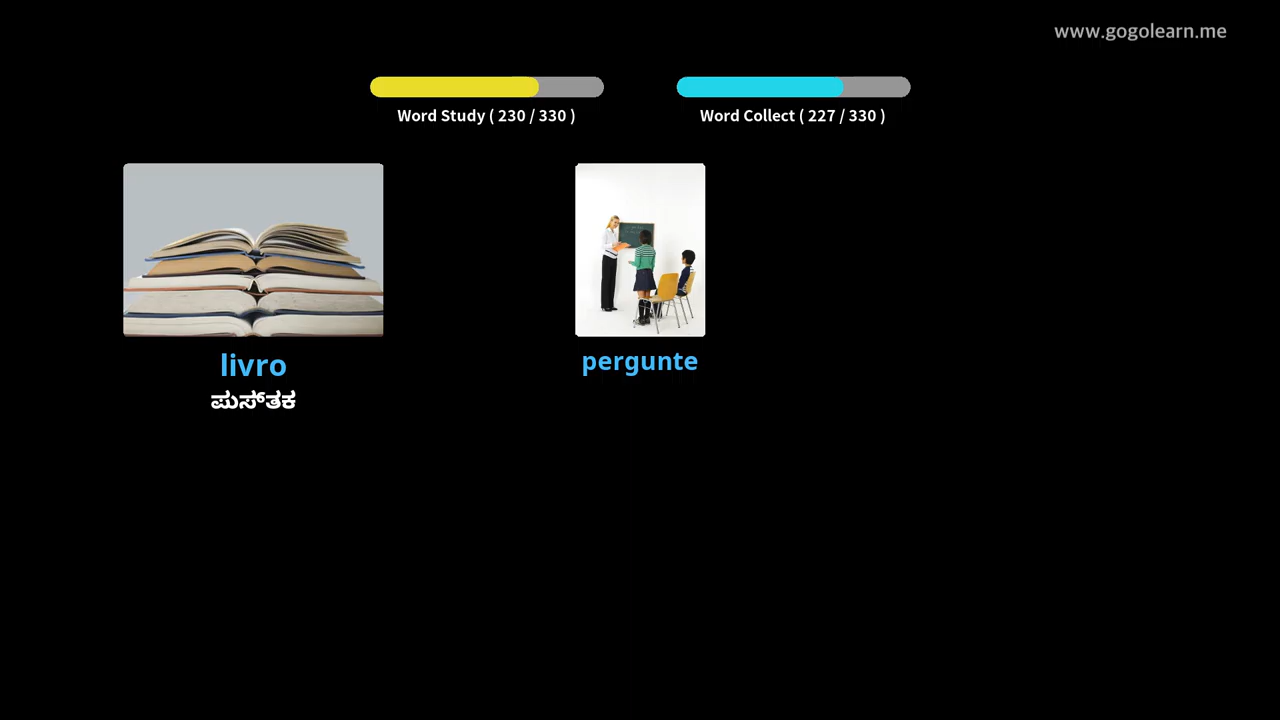 www.gogolearn.me
Word Study ( 230 / 330 )
Word Collect ( 227 / 330 )
livro
ಪುಸ್‌ತಕ
pergunte